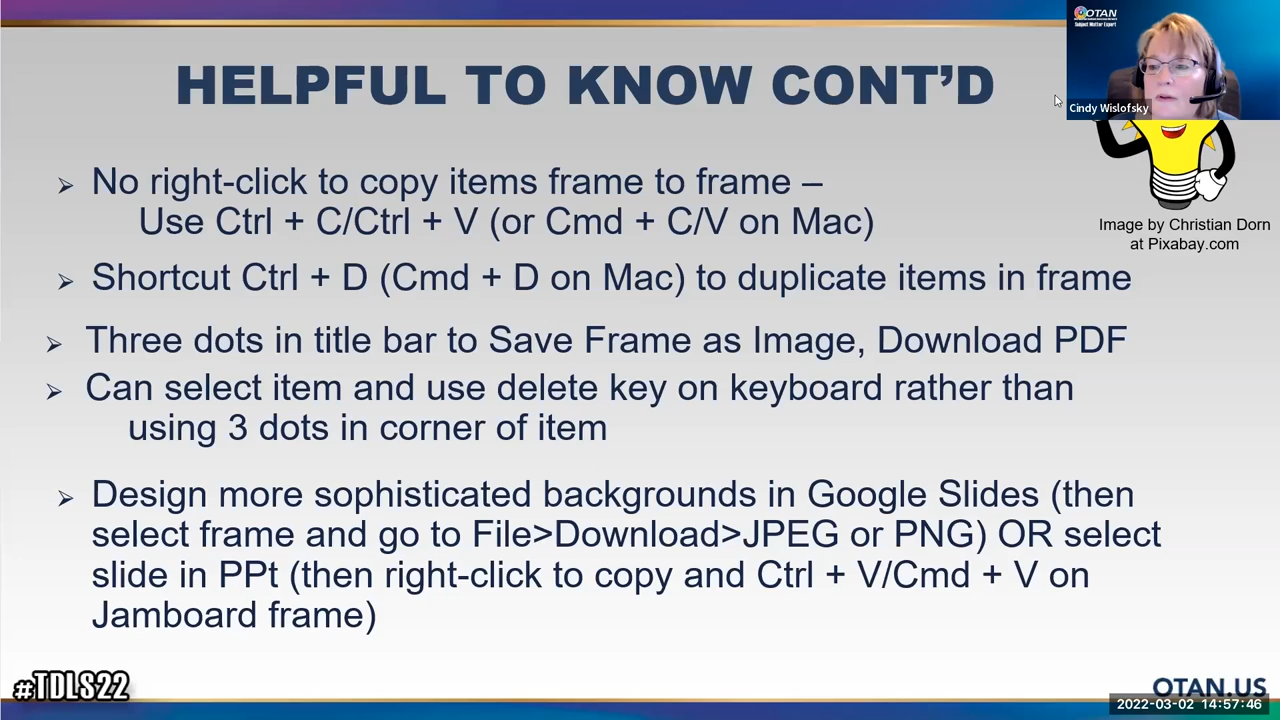 OTAN
Subject Matter Expert
HELPFUL TO KNOW CONT’D
Cindy Wislofsky
➢ No right-click to copy items frame to frame –
Use Ctrl + C/Ctrl + V (or Cmd + C/V on Mac)
Image by Christian Dorn
at Pixabay.com
➢ Shortcut Ctrl + D (Cmd + D on Mac) to duplicate items in frame
➢ Three dots in title bar to Save Frame as Image, Download PDF
➢ Can select item and use delete key on keyboard rather than
using 3 dots in corner of item
➢ Design more sophisticated backgrounds in Google Slides (then
select frame and go to File>Download>JPEG or PNG) OR select
slide in PPt (then right-click to copy and Ctrl + V/Cmd + V on
Jamboard frame)
#TDLS22
OTAN.US
2022-03-02 14:57:46